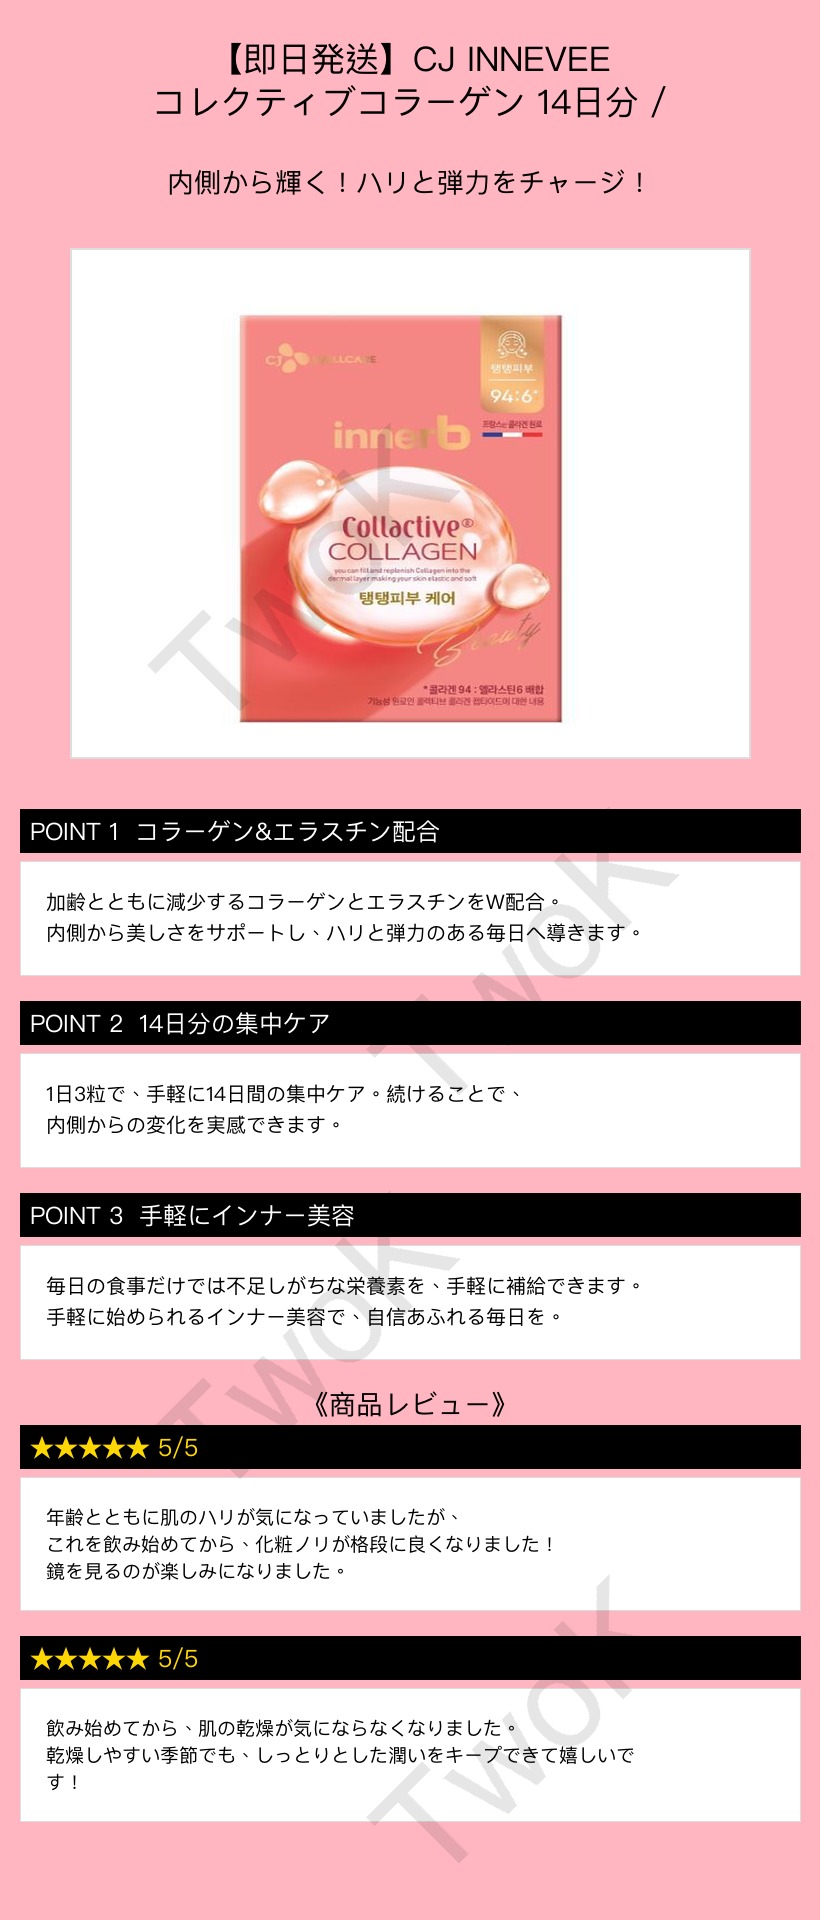 【即日発送】CJ INNEVEE
コレクティブコラーゲン 14日分 /
内側から輝く！ハリと弾力をチャージ！
CJ WELLCARE
탱탱피부
94:6*
프랑스산 콜라겐 원료
innerb
Collactive®
COLLAGEN
you can fill and replenish Collagen into the
dermal layer making your skin elastic and soft
탱탱피부 케어
Beauty
*콜라겐 94 : 엘라스틴 6 배합
기능성 원료인 콜랙티브 콜라겐 펩타이드에 대한 내용
Twok
POINT 1 コラーゲン&エラスチン配合
加齢とともに減少するコラーゲンとエラスチンをW配合。
内側から美しさをサポートし、ハリと弾力のある毎日へ導きます。
Twok
POINT 2 14日分の集中ケア
1日3粒で、手軽に14日間の集中ケア。続けることで、
内側からの変化を実感できます。
POINT 3 手軽にインナー美容
毎日の食事だけでは不足しがちな栄養素を、手軽に補給できます。
手軽に始められるインナー美容で、自信あふれる毎日を。
Twok
《商品レビュー》
★★★★★ 5/5
年齢とともに肌のハリが気になっていましたが、
これを飲み始めてから、化粧ノリが格段に良くなりました！
鏡を見るのが楽しみになりました。
★★★★★ 5/5
飲み始めてから、肌の乾燥が気にならなくなりました。
乾燥しやすい季節でも、しっとりとした潤いをキープできて嬉しいで
す！
Twok